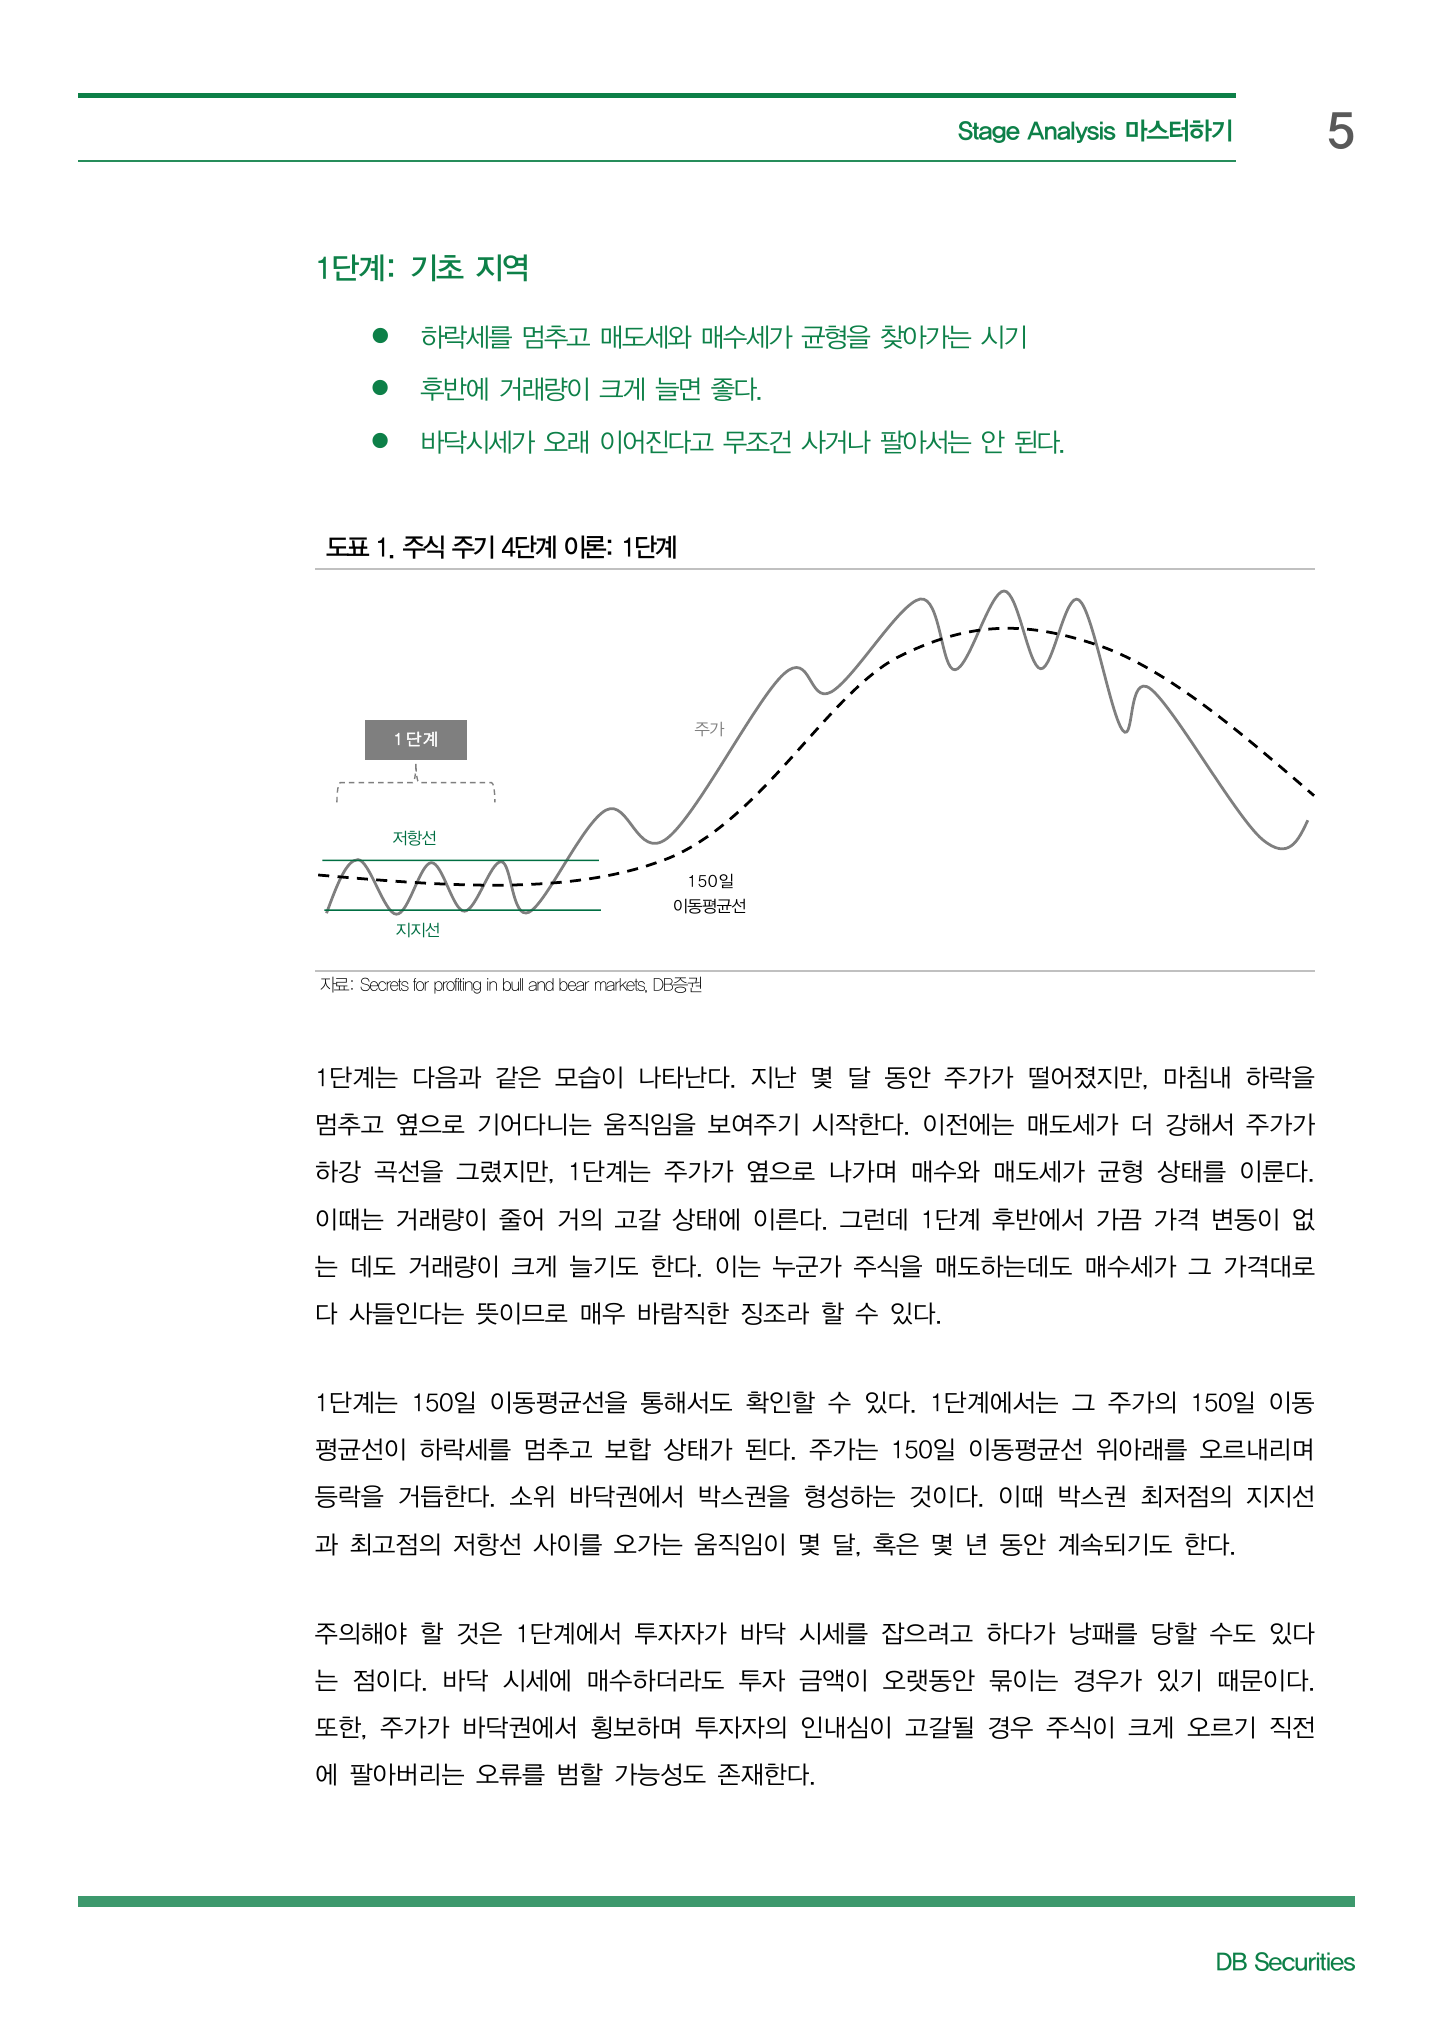 Stage Analysis 마스터하기
5
1단계: 기초 지역
● 하락세를 멈추고 매도세와 매수세가 균형을 찾아가는 시기
● 후반에 거래량이 크게 늘면 좋다.
● 바닥시세가 오래 이어진다고 무조건 사거나 팔아서는 안 된다.
도표 1. 주식 주기 4단계 이론: 1단계
주가
1단계
저항선
150일
이동평균선
지지선
자료: Secrets for profiting in bull and bear markets, DB증권
1단계는 다음과 같은 모습이 나타난다. 지난 몇 달 동안 주가가 떨어졌지만, 마침내 하락을
멈추고 옆으로 기어다니는 움직임을 보여주기 시작한다. 이전에는 매도세가 더 강해서 주가가
하강 곡선을 그렸지만, 1단계는 주가가 옆으로 나가며 매수와 매도세가 균형 상태를 이룬다.
이때는 거래량이 줄어 거의 고갈 상태에 이른다. 그런데 1단계 후반에서 가끔 가격 변동이 없
는 데도 거래량이 크게 늘기도 한다. 이는 누군가 주식을 매도하는데도 매수세가 그 가격대로
다 사들인다는 뜻이므로 매우 바람직한 징조라 할 수 있다.
1단계는 150일 이동평균선을 통해서도 확인할 수 있다. 1단계에서는 그 주가의 150일 이동
평균선이 하락세를 멈추고 보합 상태가 된다. 주가는 150일 이동평균선 위아래를 오르내리며
등락을 거듭한다. 소위 바닥권에서 박스권을 형성하는 것이다. 이때 박스권 최저점의 지지선
과 최고점의 저항선 사이를 오가는 움직임이 몇 달, 혹은 몇 년 동안 계속되기도 한다.
주의해야 할 것은 1단계에서 투자자가 바닥 시세를 잡으려고 하다가 낭패를 당할 수도 있다
는 점이다. 바닥 시세에 매수하더라도 투자 금액이 오랫동안 묶이는 경우가 있기 때문이다.
또한, 주가가 바닥권에서 횡보하며 투자자의 인내심이 고갈될 경우 주식이 크게 오르기 직전
에 팔아버리는 오류를 범할 가능성도 존재한다.
DB Securities